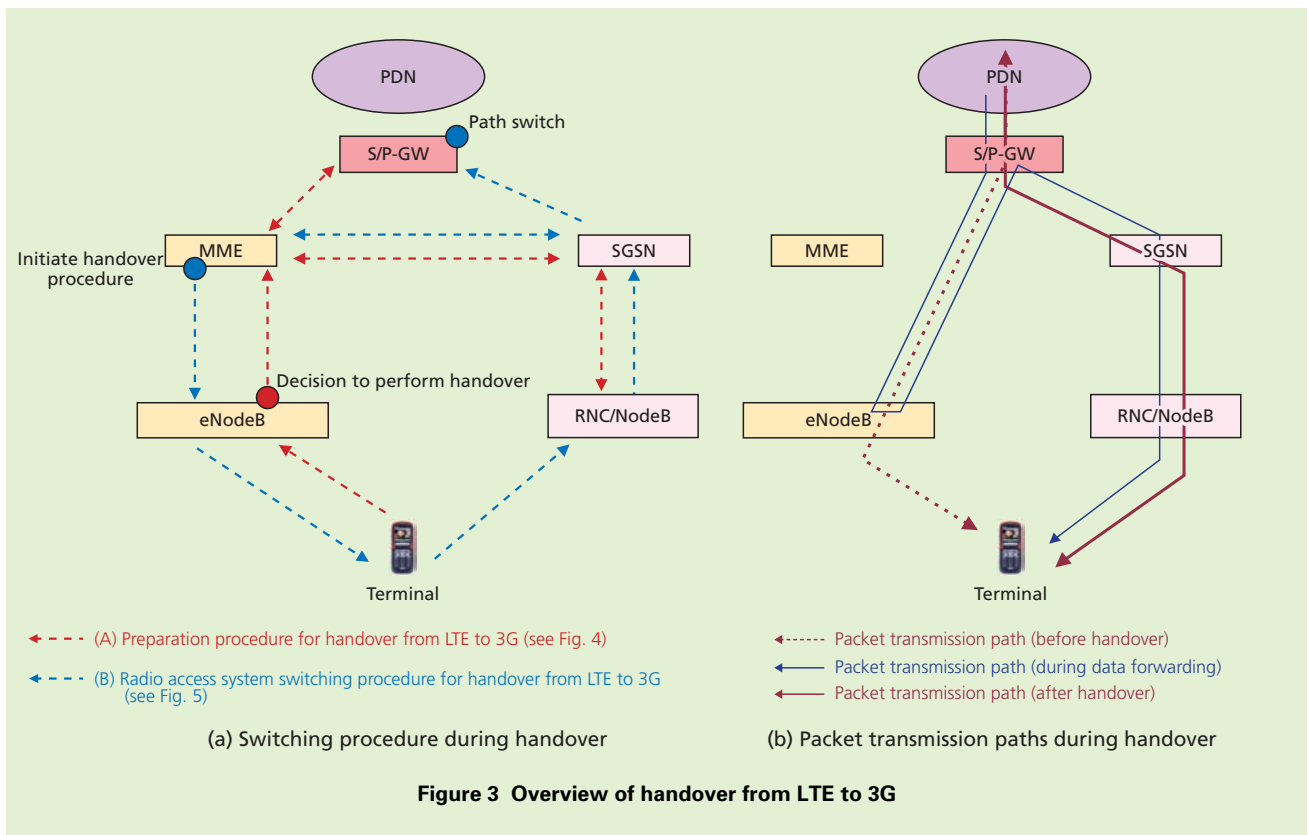 PDN
Path switch
S/P-GW
MME
SGSN
Initiate handover
procedure
Decision to perform handover
eNodeB
RNC/NodeB
Terminal
(A) Preparation procedure for handover from LTE to 3G (see Fig. 4)
(B) Radio access system switching procedure for handover from LTE to 3G
(see Fig. 5)
(a) Switching procedure during handover
PDN
S/P-GW
MME
SGSN
eNodeB
RNC/NodeB
Terminal
Packet transmission path (before handover)
Packet transmission path (during data forwarding)
Packet transmission path (after handover)
(b) Packet transmission paths during handover
Figure 3 Overview of handover from LTE to 3G